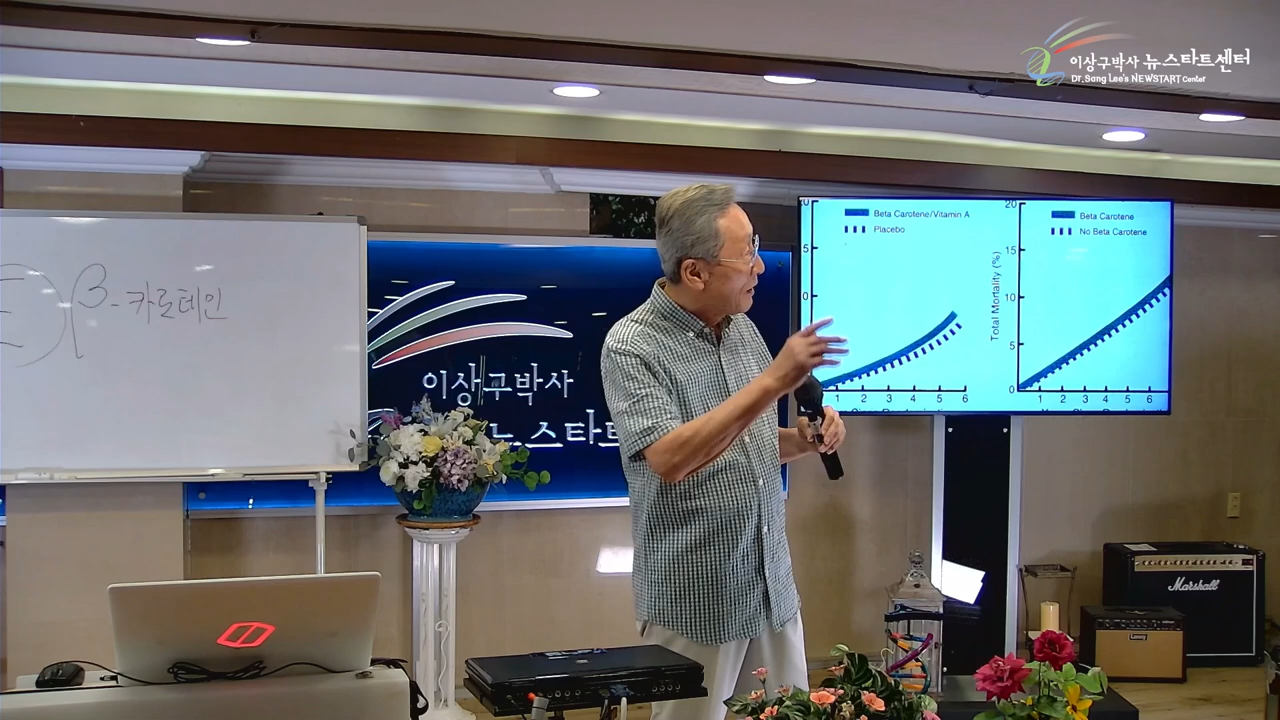 이상구박사 뉴스타트센터
Dr. Sang Lee's NEWSTART Center
β-카로테인
이상구박사
뉴스타트
Beta Carotene/Vitamin A
Placebo
5
0
1 2 3 4 5 6
Beta Carotene
No Beta Carotene
Total Mortality (%)
20
15
10
5
0
1 2 3 4 5 6
Marshall
Laney